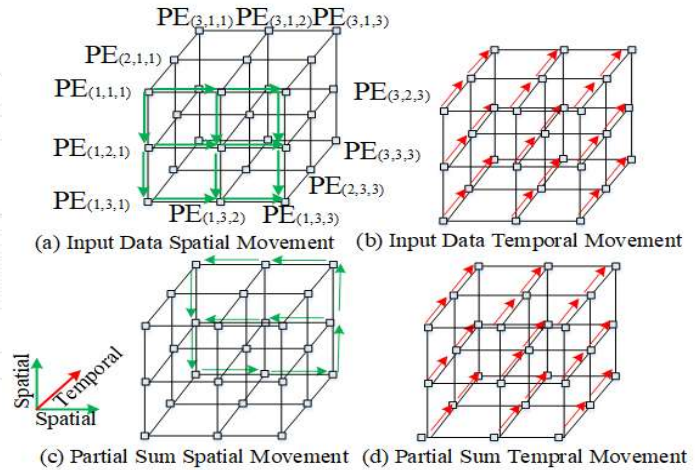 PE(3,1,1) PE(3,1,2) PE(3,1,3)
PE(2,1,1)
PE(1,1,1)
PE(1,2,1)
PE(1,3,1)
PE(1,3,2)
PE(1,3,3)
PE(2,3,3)
PE(3,3,3)
PE(3,2,3)
(a) Input Data Spatial Movement
(b) Input Data Temporal Movement
Spatial
Temporal
Spatial
(c) Partial Sum Spatial Movement
(d) Partial Sum Tempral Movement